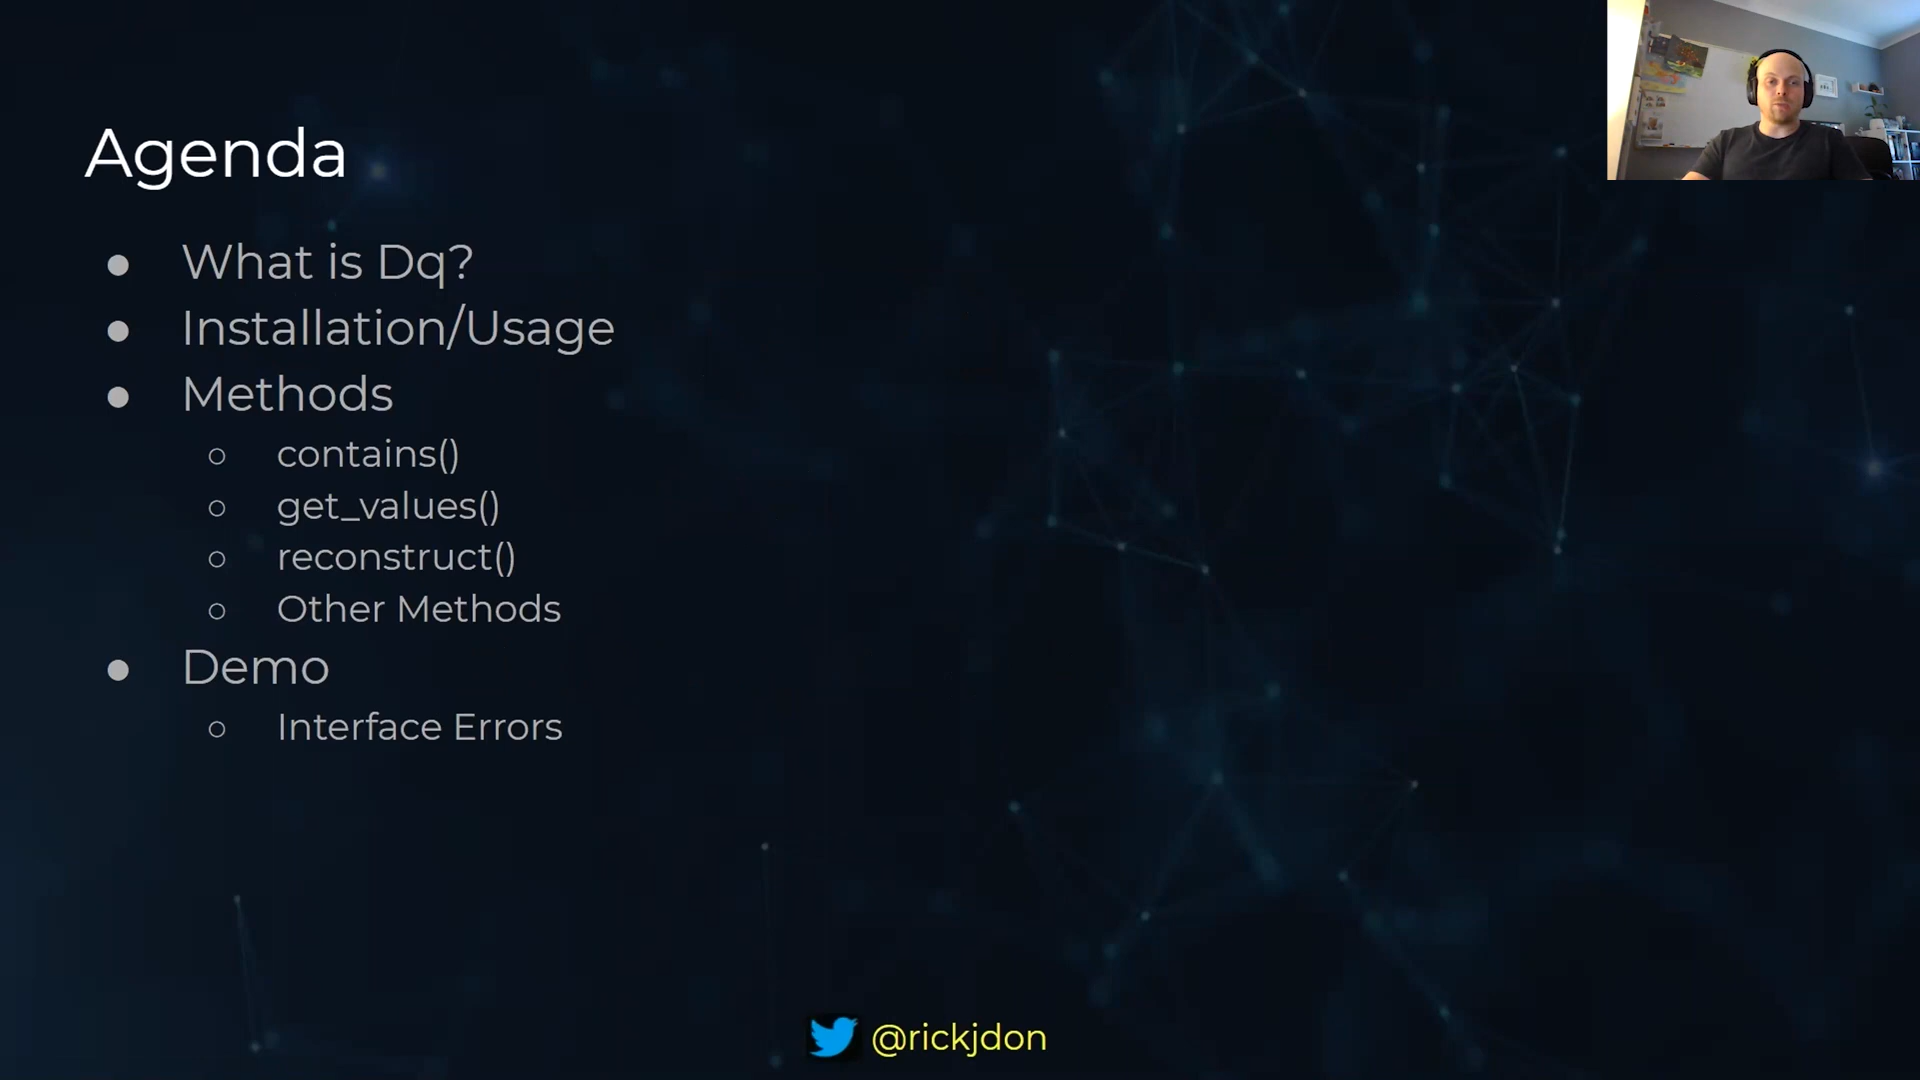 Agenda
● What is Dq?
● Installation/Usage
● Methods
○ contains()
○ get_values()
○ reconstruct()
○ Other Methods
● Demo
○ Interface Errors
@rickjdon